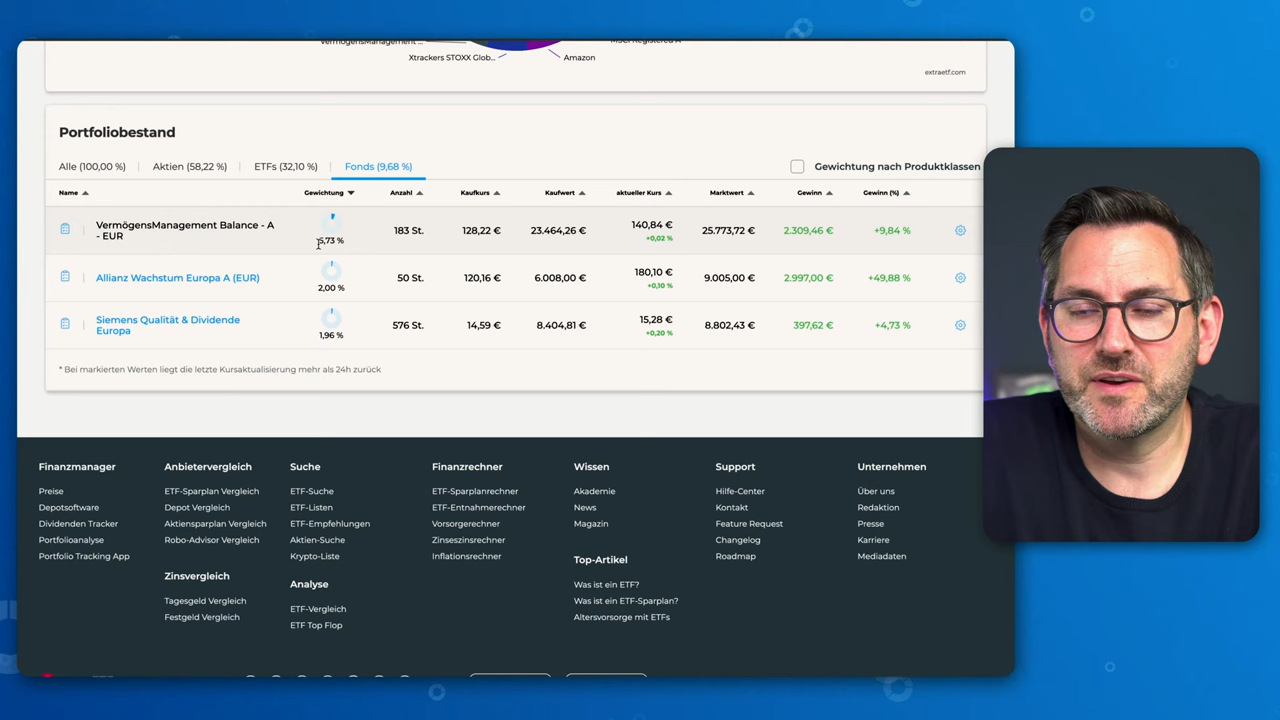 Xtrackers STOXX Glob...
Amazon
extraetf.com
Portfoliobestand
Alle (100,00 %)
Aktien (58,22 %)
ETFs (32,10 %)
Fonds (9,68 %)
Gewichtung nach Produktklassen
Name
Gewichtung
Anzahl
Kaufkurs
Kaufwert
aktueller Kurs
Marktwert
Gewinn
Gewinn (%)
VermögensManagement Balance - A
- EUR
5,73 %
183 St.
128,22 €
23.464,26 €
140,84 €
+0,02 %
25.773,72 €
2.309,46 €
+9,84 %
Allianz Wachstum Europa A (EUR)
2,00 %
50 St.
120,16 €
6.008,00 €
180,10 €
+0,10 %
9.005,00 €
2.997,00 €
+49,88 %
Siemens Qualität & Dividende
Europa
1,96 %
576 St.
14,59 €
8.404,81 €
15,28 €
+0,20 %
8.802,43 €
397,62 €
+4,73 %
* Bei markierten Werten liegt die letzte Kursaktualisierung mehr als 24h zurück
Finanzmanager
Preise
Depotsoftware
Dividenden Tracker
Portfolioanalyse
Portfolio Tracking App
Anbietervergleich
ETF-Sparplan Vergleich
Depot Vergleich
Aktiensparplan Vergleich
Robo-Advisor Vergleich
Zinsvergleich
Tagesgeld Vergleich
Festgeld Vergleich
Suche
ETF-Suche
ETF-Listen
ETF-Empfehlungen
Aktien-Suche
Krypto-Liste
Analyse
ETF-Vergleich
ETF Top Flop
Finanzrechner
ETF-Sparplanrechner
ETF-Entnahmerechner
Vorsorgerechner
Zinseszinsrechner
Inflationsrechner
Wissen
Akademie
News
Magazin
Top-Artikel
Was ist ein ETF?
Was ist ein ETF-Sparplan?
Altersvorsorge mit ETFs
Support
Hilfe-Center
Kontakt
Feature Request
Changelog
Roadmap
Unternehmen
Über uns
Redaktion
Presse
Karriere
Mediadaten